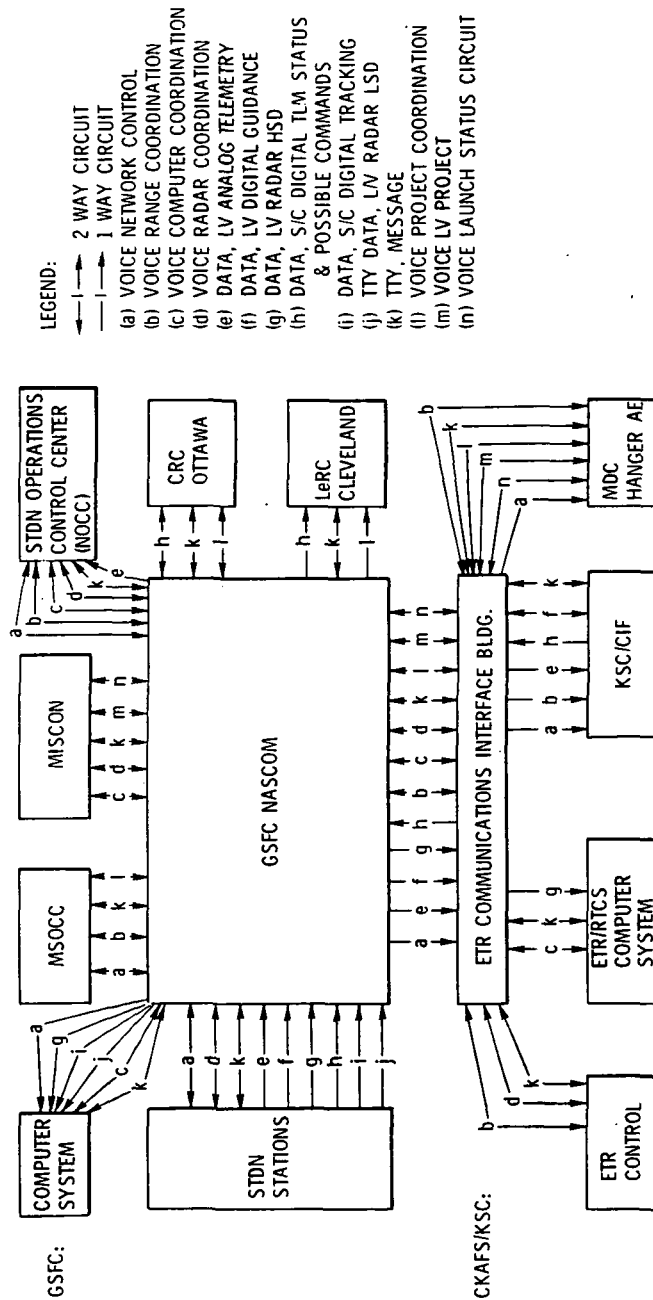 LEGEND:
2 WAY CIRCUIT
1 WAY CIRCUIT
(a) VOICE NETWORK CONTROL
(b) VOICE RANGE COORDINATION
(c) VOICE COMPUTER COORDINATION
(d) VOICE RADAR COORDINATION
(e) DATA, LV ANALOG TELEMETRY
(f) DATA, LV DIGITAL GUIDANCE
(g) DATA, LV RADAR HSD
(h) DATA, S/C DIGITAL TLM STATUS
& POSSIBLE COMMANDS
(i) DATA, S/C DIGITAL TRACKING
(j) TTY DATA, L/V RADAR LSD
(k) TTY, MESSAGE
(l) VOICE PROJECT COORDINATION
(m) VOICE LV PROJECT
(n) VOICE LAUNCH STATUS CIRCUIT
GSFC:
COMPUTER
SYSTEM
MSOCC
MISCON
STDN OPERATIONS
CONTROL CENTER
(NOCC)
a
g
i
j
c
k
a b k l
c d k m n
a
b
c
d
k
e
STDN
STATIONS
a
d
k
e
f
g
h
i
j
GSFC NASCOM
h
k
l
CRC
OTTAWA
h
k
l
LeRC
CLEVELAND
a e f g h b c d k l m n
CKAFS/KSC:
ETR COMMUNICATIONS INTERFACE BLDG.
b
d
k
c k g
a b e h f k
b
k
l
m
n
a
ETR
CONTROL
ETR/RTCS
COMPUTER
SYSTEM
KSC/CIF
MDC
HANGER AE